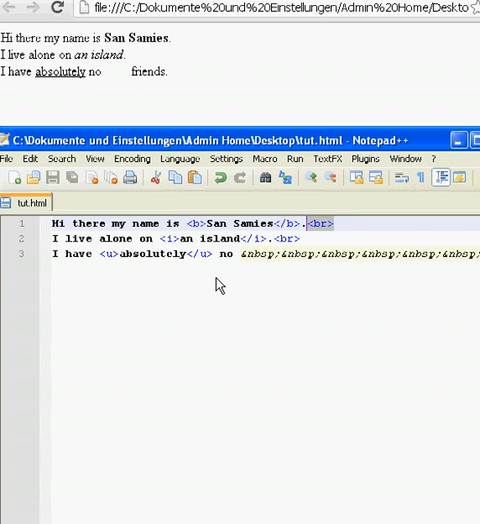 file:///C:/Dokumente%20und%20Einstellungen/Admin%20Home/Deskto
Hi there my name is San Samies.
I live alone on an island.
I have absolutely no friends.
C:\Dokumente und Einstellungen\Admin Home\Desktop\tut.html - Notepad++
File Edit Search View Encoding Language Settings Macro Run TextFX Plugins Window ?
tut.html
1 Hi there my name is <b>San Samies</b>.<br>
2 I live alone on <i>an island</i>.<br>
3 I have <u>absolutely</u> no &nbsp;&nbsp;&nbsp;&nbsp;&nbsp;&nbsp;